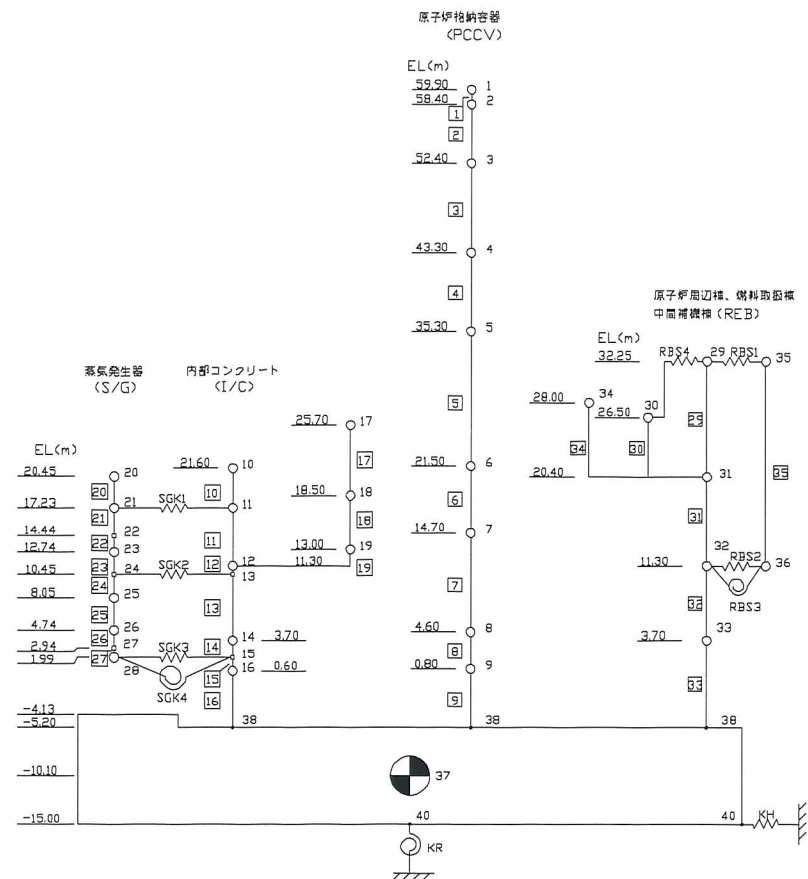 原子炉格納容器
(PCCV)
EL(m)
59.90 1
58.40 2
1
2
52.40 3
3
43.30 4
4
35.30 5
5
21.50 6
6
14.70 7
7
4.60 8
8
0.80 9
9
38
蒸気発生器
(S/G)
EL(m)
20.45 20
20
17.23 21 SGK1
21
14.44 22
22
12.74 23
23
10.45 24 SGK2
24
8.05 25
25
4.74 26
26
2.94 27 SGK3
1.99 27 28
SGK4
内部コンクリート
(I/C)
21.60 10
10
11
11
12 12 11.30
13
13
14 3.70
14 15
15 16 0.60
16
38
25.70 17
17
18.50 18
18
13.00 19
19
原子炉周辺棟、燃料取扱棟
中間補機棟(REB)
EL(m)
32.25 RBS4 29 RBS1 35
28.00 34
26.50 30
29
34 30
20.40 31
35
31
11.30 32 RBS2 36
RBS3
32
3.70 33
33
38
-4.13
-5.20
-10.10 37
-15.00 40 40 KH
KR